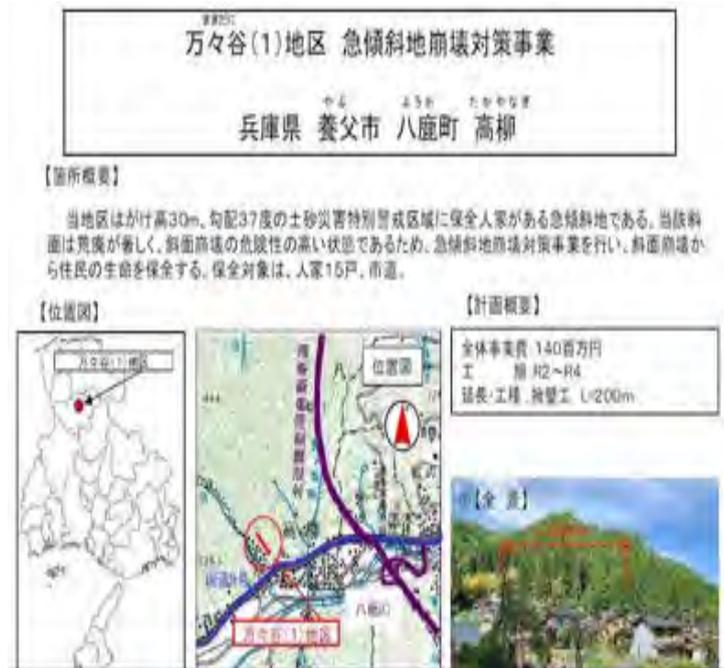 万々谷(1)地区 急傾斜地崩壊対策事業
やぶ ようか たかやなぎ
兵庫県 養父市 八鹿町 高柳
【箇所概要】
当地区はがけ高30m、勾配37度の土砂災害特別警戒区域に保全人家がある急傾斜地である。当該斜
面は荒廃が著しく、斜面崩壊の危険性の高い状態であるため、急傾斜地崩壊対策事業を行い、斜面崩壊か
ら住民の生命を保全する。保全対象は、人家15戸、市道。
【位置図】
万々谷(1)地区
位置図
八鹿
万々谷(1)地区
【計画概要】
全体事業費 140百万円
工 期 R2～R4
延長・工種 擁壁工 L=200m
【全 景】